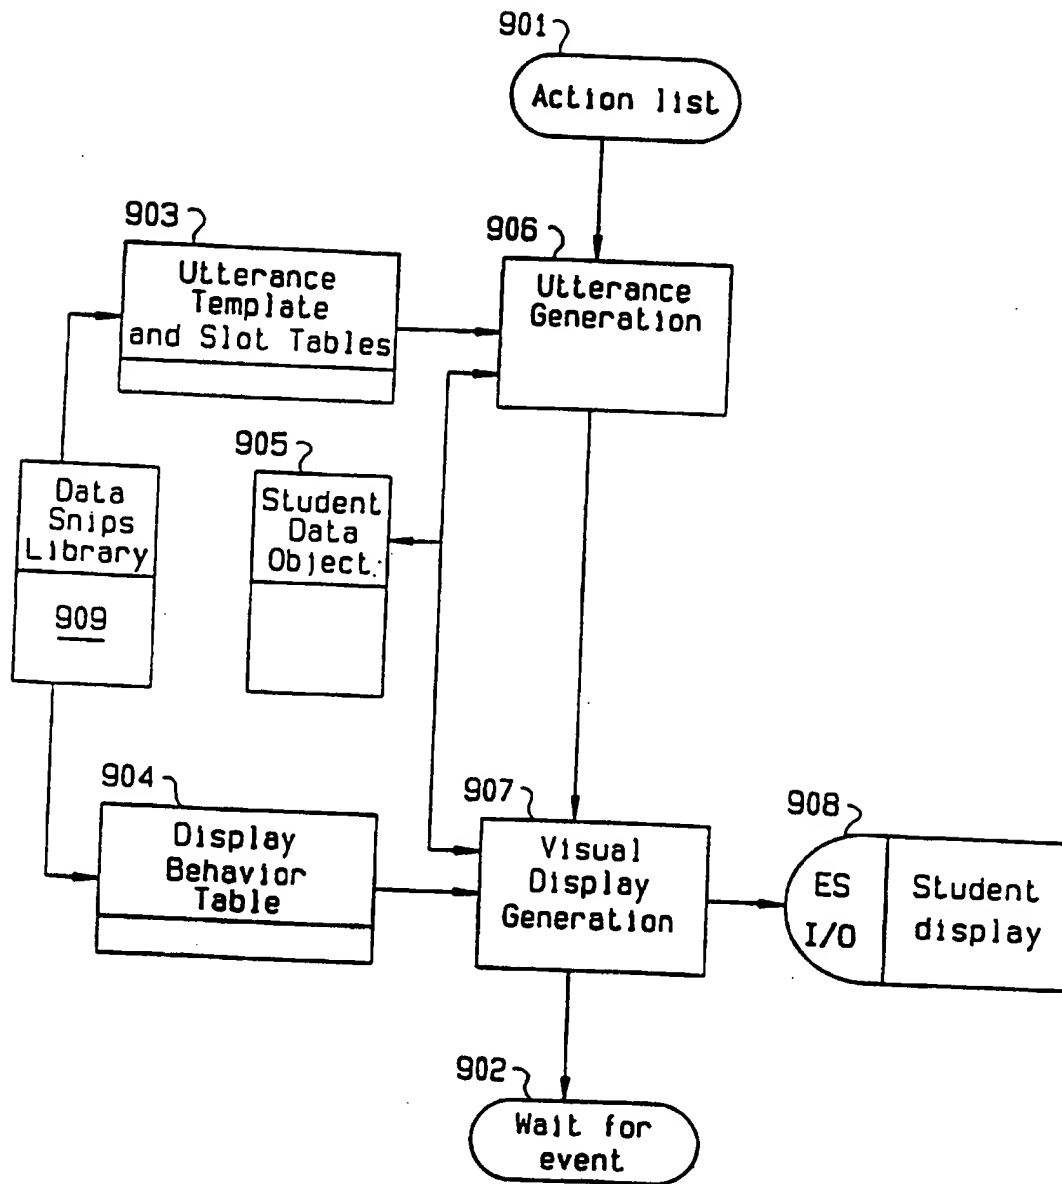 901
Action list
903
Utterance
Template
and Slot Tables
906
Utterance
Generation
905
Student
Data
Object
Data
Snips
Library
909
904
Display
Behavior
Table
907
Visual
Display
Generation
908
ES
I/O
Student
display
902
Wait for
event